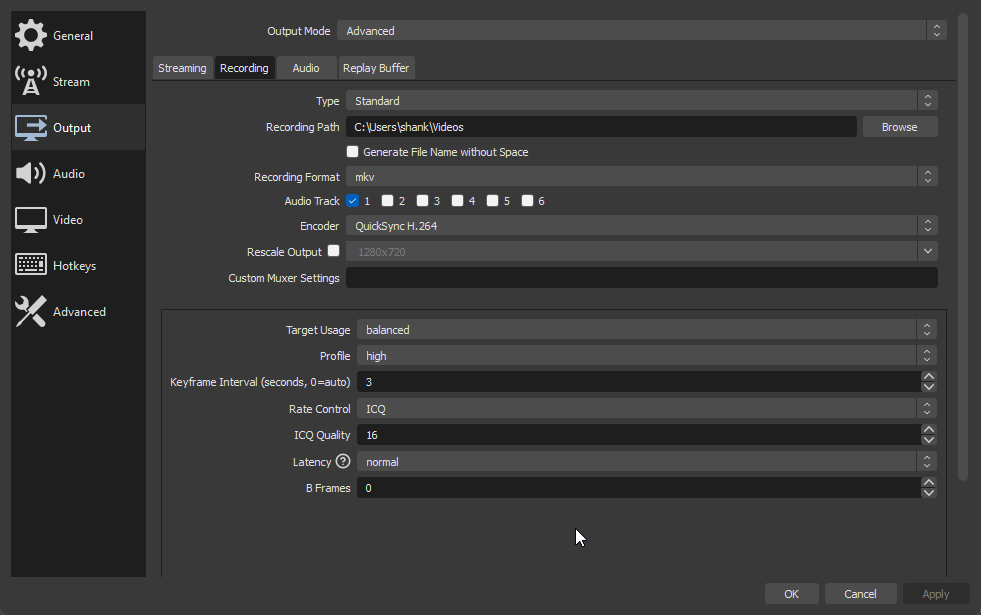 General
Stream
Output
Audio
Video
Hotkeys
Advanced
Output Mode Advanced
Streaming Recording Audio Replay Buffer
Type Standard
Recording Path C:\Users\shank\Videos Browse
Generate File Name without Space
Recording Format mkv
Audio Track 1 2 3 4 5 6
Encoder QuickSync H.264
Rescale Output 1280x720
Custom Muxer Settings
Target Usage balanced
Profile high
Keyframe Interval (seconds, 0=auto) 3
Rate Control ICQ
ICQ Quality 16
Latency ? normal
B Frames 0
OK Cancel Apply